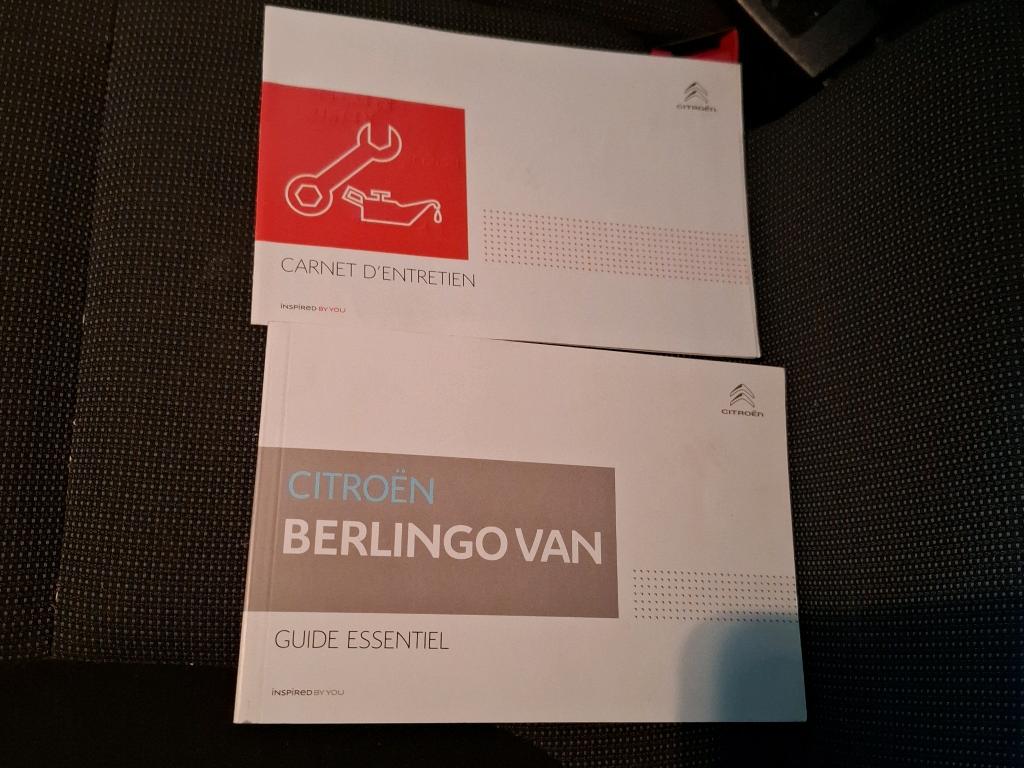 CITROËN
CARNET D'ENTRETIEN
INSPIRED BY YOU
CITROËN
CITROËN
BERLINGO VAN
GUIDE ESSENTIEL
INSPIRED BY YOU